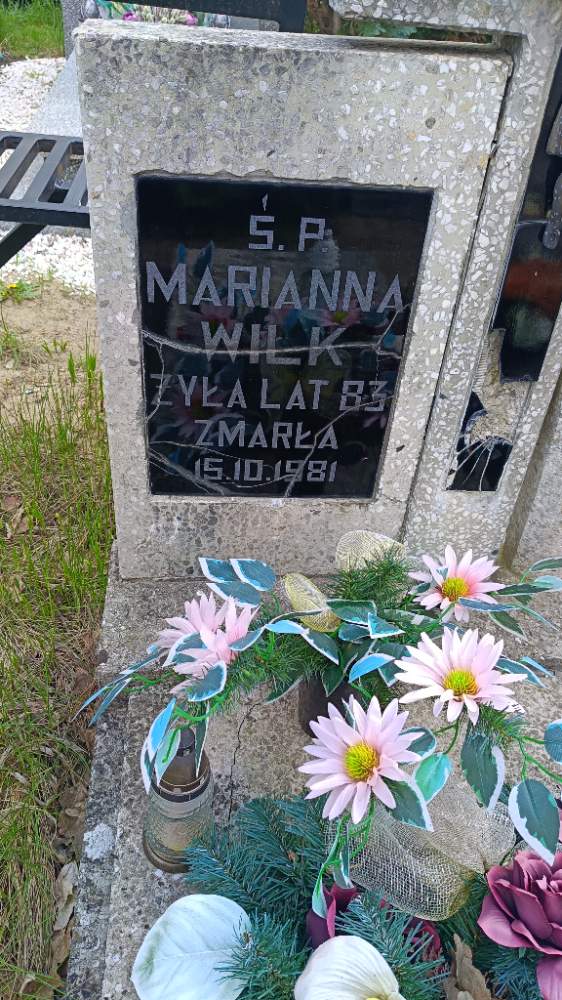 Ś. P.
MARIANNA
WILK
ŻYŁA LAT 83
ZMARŁA
15.10.1981